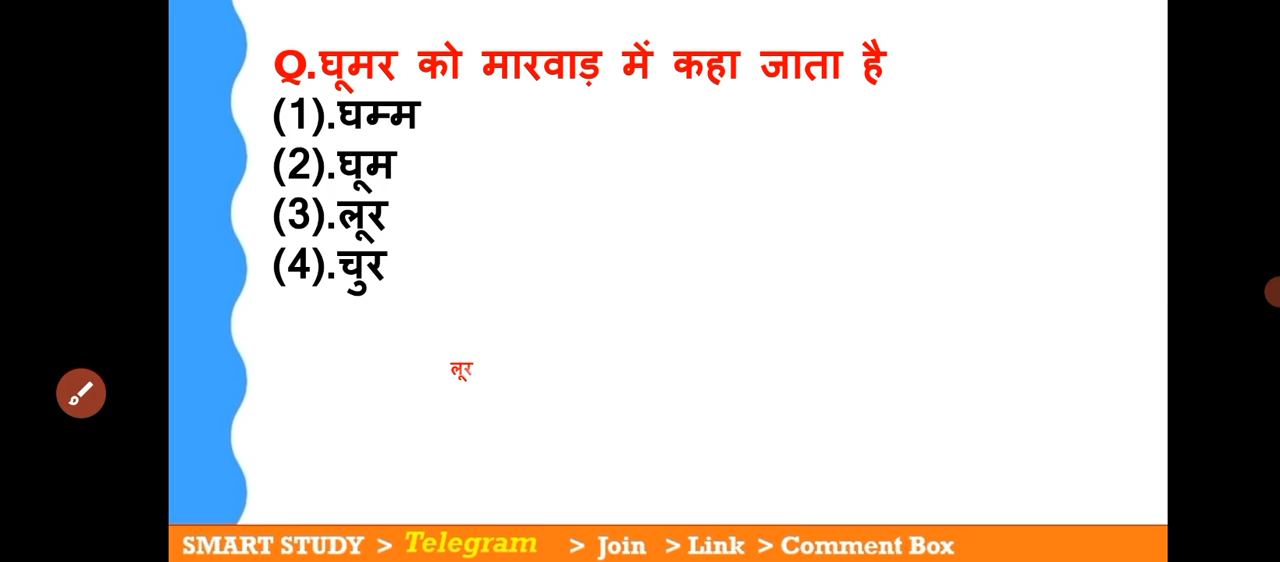 Q.घूमर को मारवाड़ में कहा जाता है
(1).घम्म
(2).घूम
(3).लूर
(4).चुर
लूर
SMART STUDY > Telegram > Join > Link > Comment Box